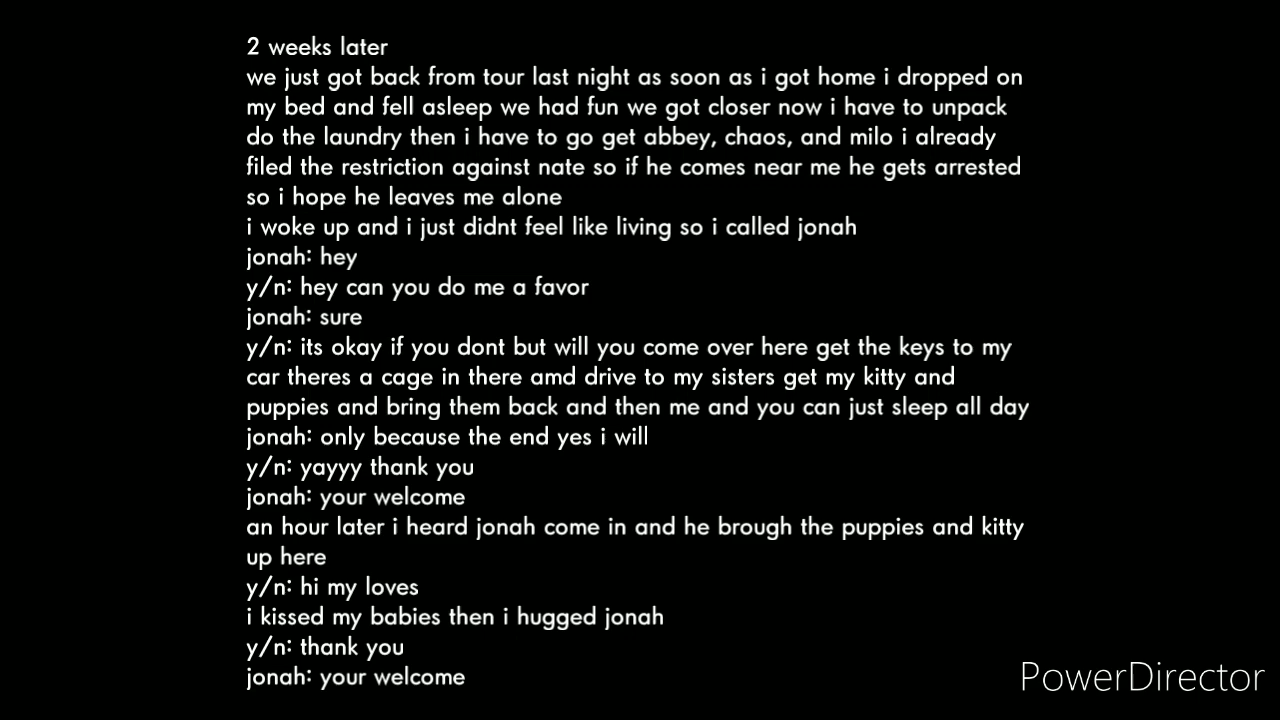 2 weeks later
we just got back from tour last night as soon as i got home i dropped on
my bed and fell asleep we had fun we got closer now i have to unpack
do the laundry then i have to go get abbey, chaos, and milo i already
filed the restriction against nate so if he comes near me he gets arrested
so i hope he leaves me alone
i woke up and i just didnt feel like living so i called jonah
jonah: hey
y/n: hey can you do me a favor
jonah: sure
y/n: its okay if you dont but will you come over here get the keys to my
car theres a cage in there amd drive to my sisters get my kitty and
puppies and bring them back and then me and you can just sleep all day
jonah: only because the end yes i will
y/n: yayyy thank you
jonah: your welcome
an hour later i heard jonah come in and he brough the puppies and kitty
up here
y/n: hi my loves
i kissed my babies then i hugged jonah
y/n: thank you
jonah: your welcome
PowerDirector